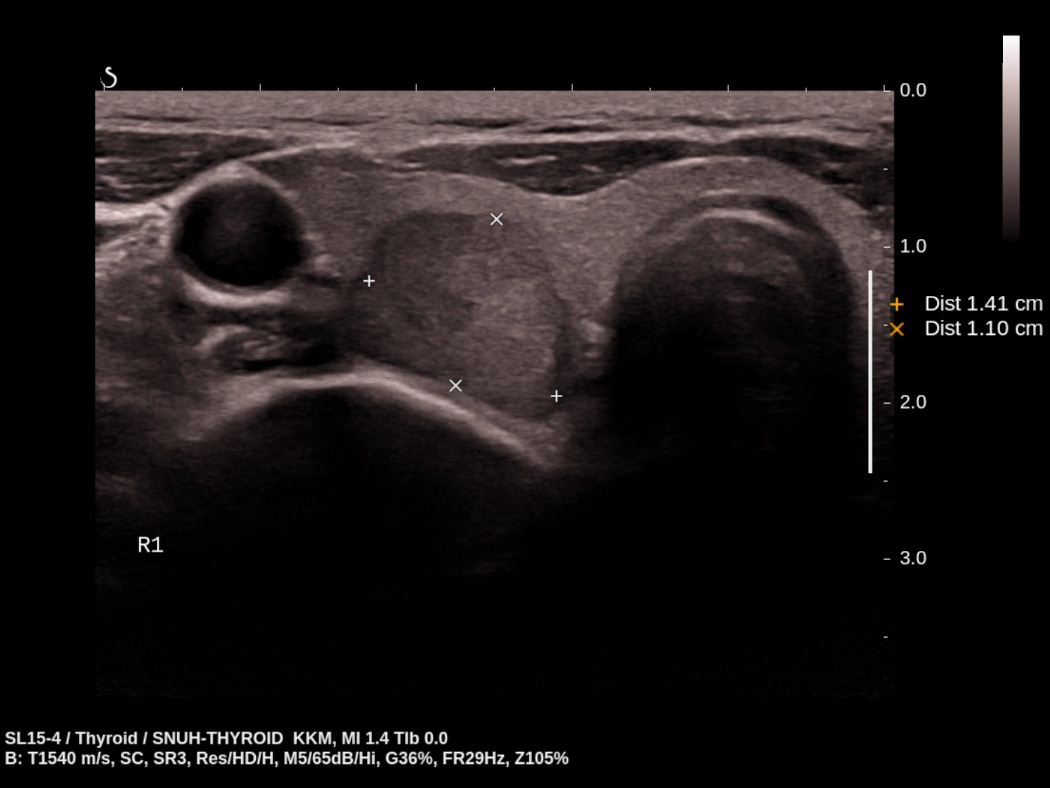 S
0.0
1.0
Dist 1.41 cm
Dist 1.10 cm
2.0
3.0
R1
SL15-4 / Thyroid / SNUH-THYROID KKM, MI 1.4 TIb 0.0
B: T1540 m/s, SC, SR3, Res/HD/H, M5/65dB/Hi, G36%, FR29Hz, Z105%